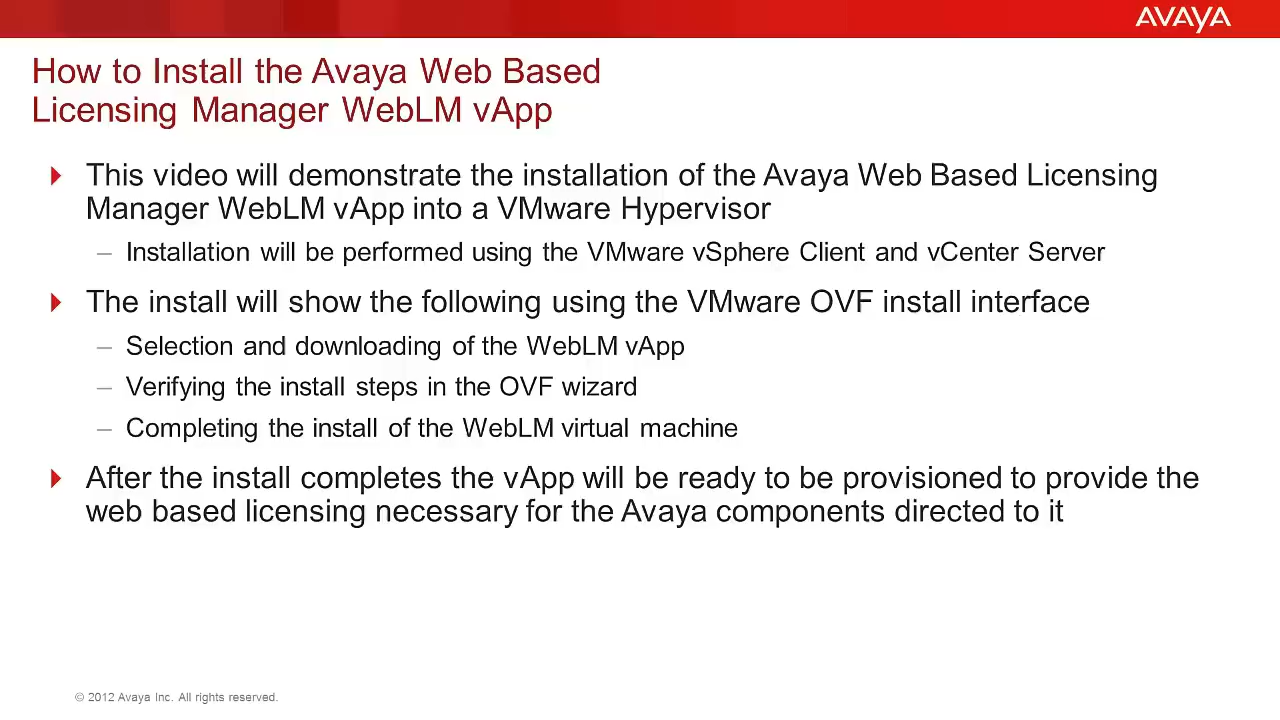 AVAYA
How to Install the Avaya Web Based
Licensing Manager WebLM vApp
This video will demonstrate the installation of the Avaya Web Based Licensing
Manager WebLM vApp into a VMware Hypervisor
– Installation will be performed using the VMware vSphere Client and vCenter Server
The install will show the following using the VMware OVF install interface
– Selection and downloading of the WebLM vApp
– Verifying the install steps in the OVF wizard
– Completing the install of the WebLM virtual machine
After the install completes the vApp will be ready to be provisioned to provide the
web based licensing necessary for the Avaya components directed to it
© 2012 Avaya Inc. All rights reserved.